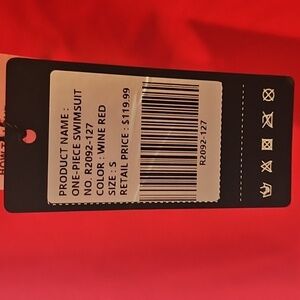 PRODUCT NAME :
ONE-PIECE SWIMSUIT
NO. R2092-127
COLOR : WINE RED
SIZE : S
RETAIL PRICE : $119.99
R2092-127